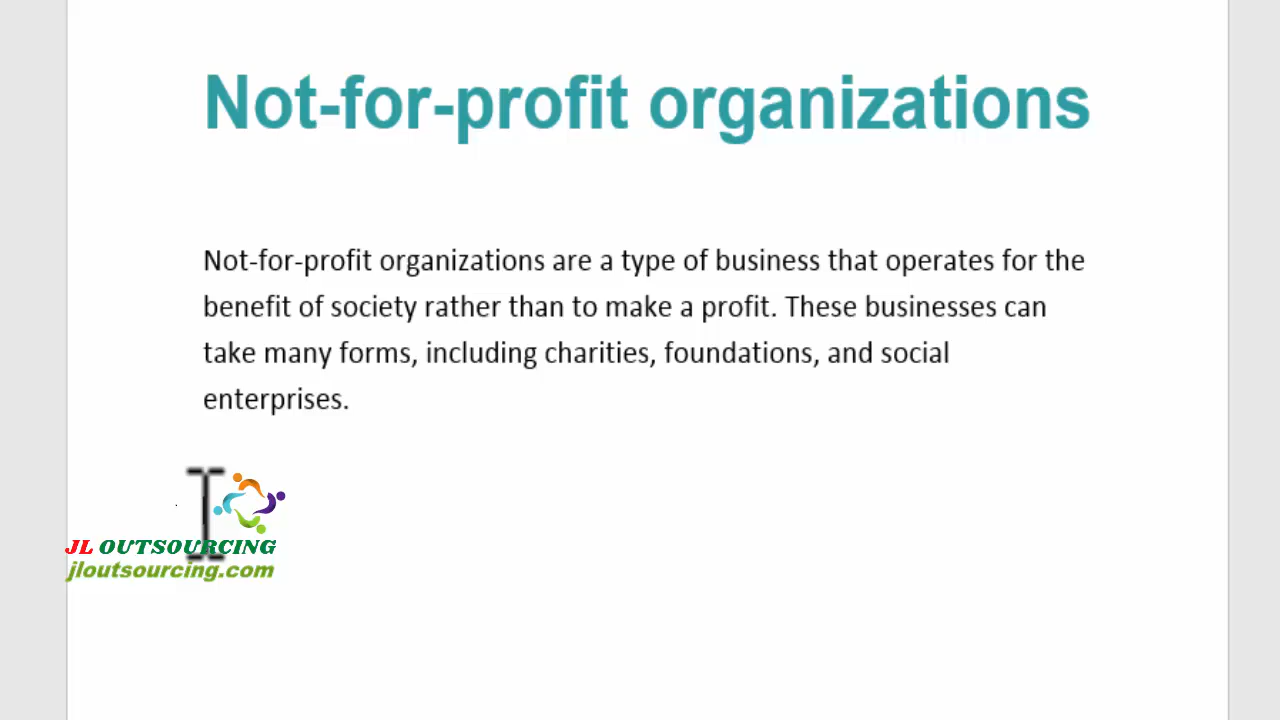 Not-for-profit organizations
Not-for-profit organizations are a type of business that operates for the
benefit of society rather than to make a profit. These businesses can
take many forms, including charities, foundations, and social
enterprises.
JL OUTSOURCING
jloutsourcing.com